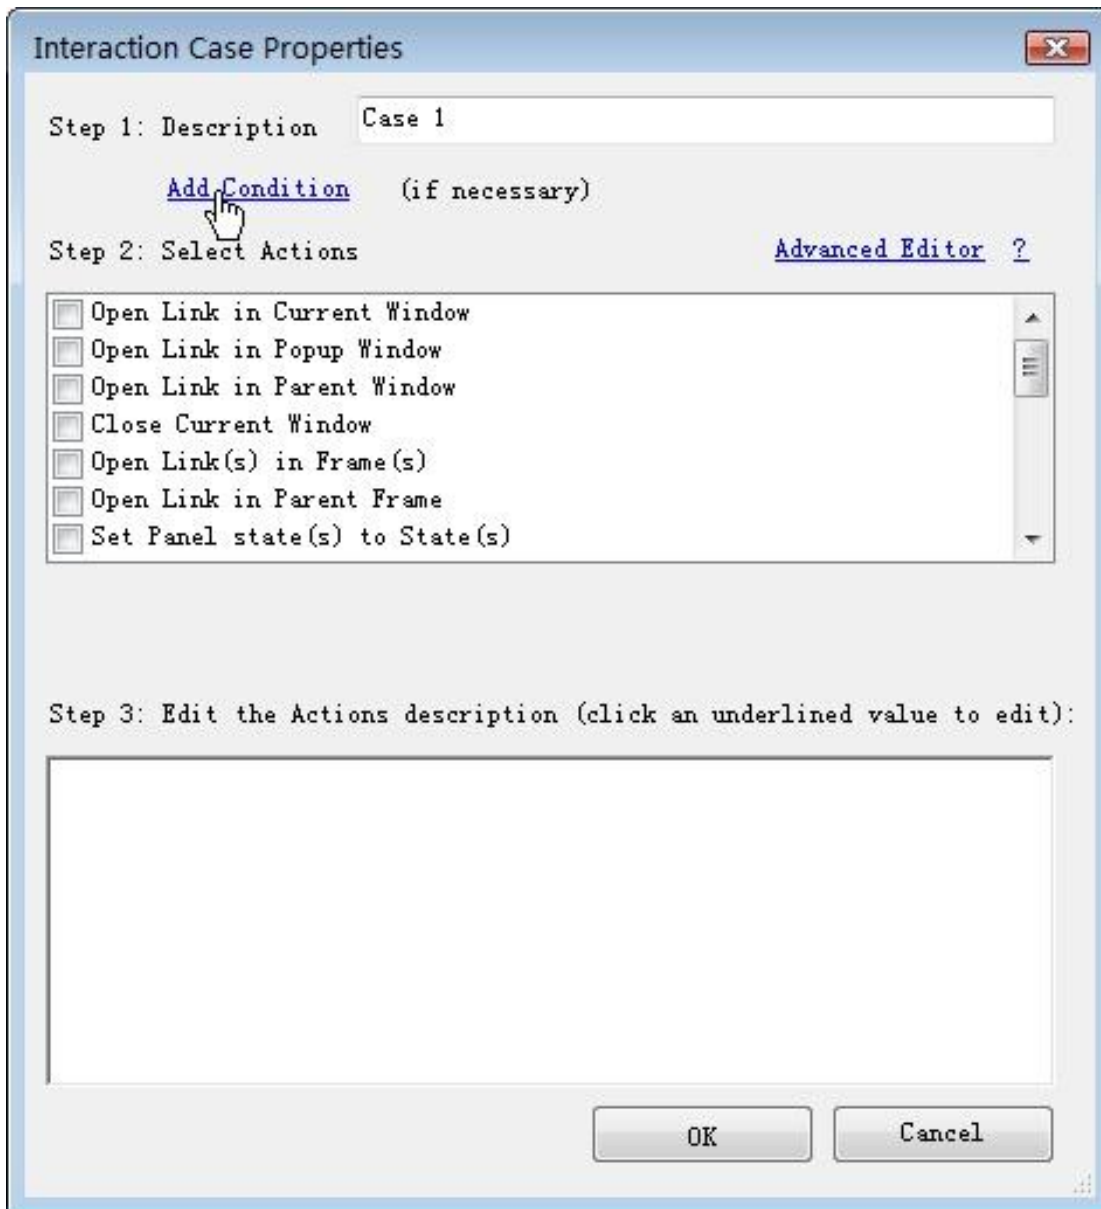 Interaction Case Properties
Step 1: Description Case 1
Add Condition (if necessary)
Step 2: Select Actions Advanced Editor ?
Open Link in Current Window
Open Link in Popup Window
Open Link in Parent Window
Close Current Window
Open Link(s) in Frame(s)
Open Link in Parent Frame
Set Panel state(s) to State(s)
Step 3: Edit the Actions description (click an underlined value to edit):
OK Cancel